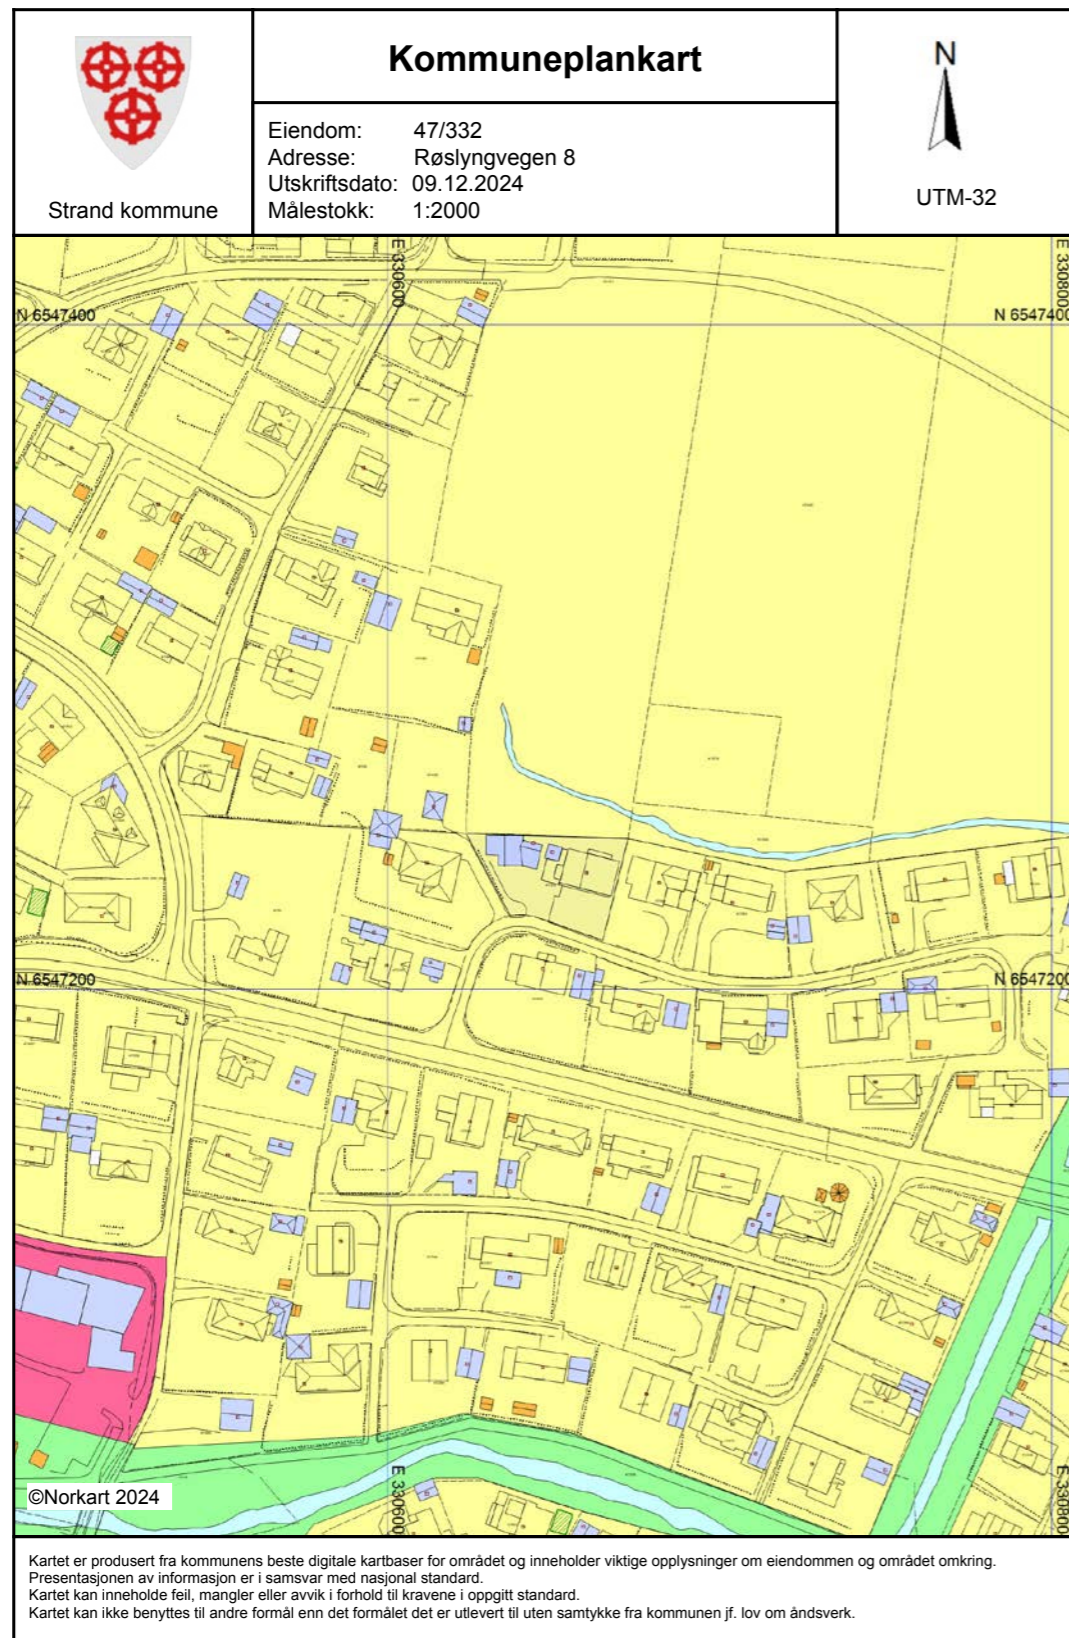 Kommuneplankart
Eiendom: 47/332
Adresse: Røslyngvegen 8
Utskriftsdato: 09.12.2024
Målestokk: 1:2000
Strand kommune
N
UTM-32
E 330600
E 330800
N 6547400
N 6547400
N 6547200
N 6547200
E 330600
E 330800
©Norkart 2024
Kartet er produsert fra kommunens beste digitale kartbaser for området og inneholder viktige opplysninger om eiendommen og området omkring.
Presentasjonen av informasjon er i samsvar med nasjonal standard.
Kartet kan inneholde feil, mangler eller avvik i forhold til kravene i oppgitt standard.
Kartet kan ikke benyttes til andre formål enn det formålet det er utlevert til uten samtykke fra kommunen jf. lov om åndsverk.